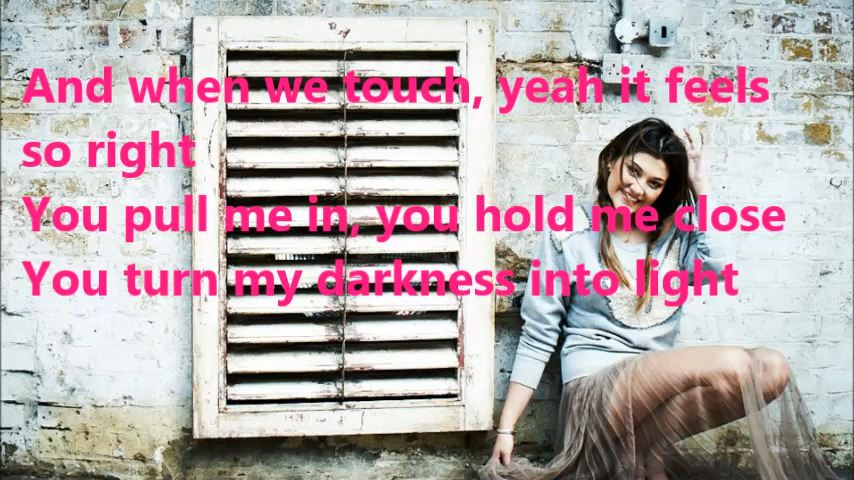 And when we touch, yeah it feels
so right
You pull me in, you hold me close
You turn my darkness into light